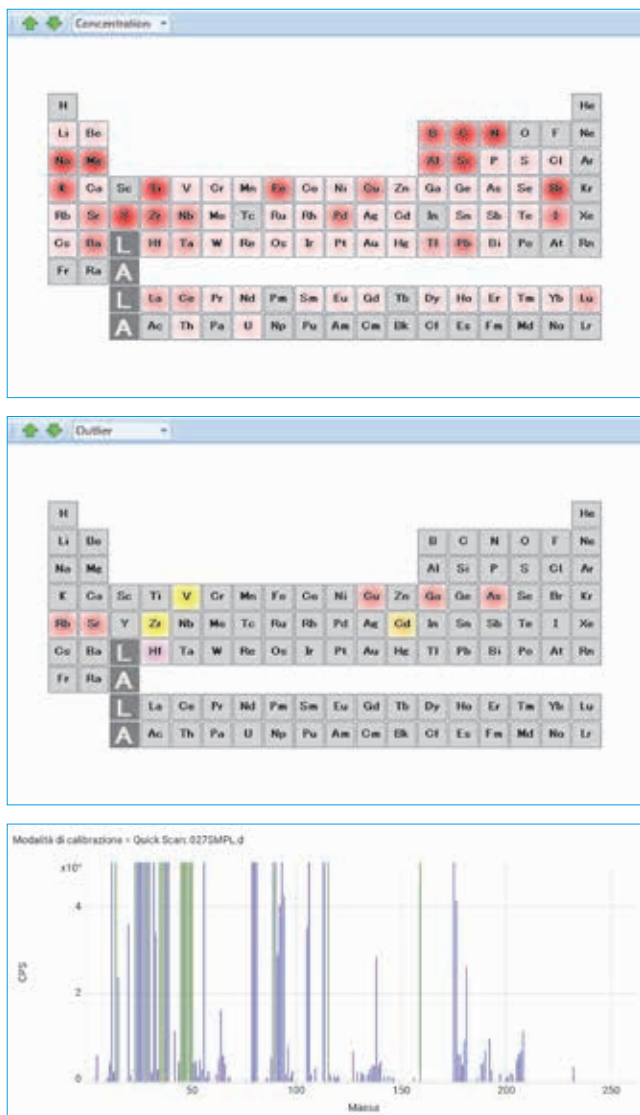 Concentration
H He
Li Be B C N O F Ne
Na Mg Al Si P S Cl Ar
K Ca Sc Ti V Cr Mn Fe Co Ni Cu Zn Ga Ge As Se Br Kr
Rb Sr Y Zr Nb Mo Tc Ru Rh Pd Ag Cd In Sn Sb Te I Xe
Cs Ba L Hf Ta W Re Os Ir Pt Au Hg Tl Pb Bi Po At Rn
Fr Ra A
L La Ce Pr Nd Pm Sm Eu Gd Tb Dy Ho Er Tm Yb Lu
A Ac Th Pa U Np Pu Am Cm Bk Cf Es Fm Md No Lr
Outlier
H He
Li Be B C N O F Ne
Na Mg Al Si P S Cl Ar
K Ca Sc Ti V Cr Mn Fe Co Ni Cu Zn Ga Ge As Se Br Kr
Rb Sr Y Zr Nb Mo Tc Ru Rh Pd Ag Cd In Sn Sb Te I Xe
Cs Ba L Hf Ta W Re Os Ir Pt Au Hg Tl Pb Bi Po At Rn
Fr Ra A
L La Ce Pr Nd Pm Sm Eu Gd Tb Dy Ho Er Tm Yb Lu
A Ac Th Pa U Np Pu Am Cm Bk Cf Es Fm Md No Lr
Modalità di calibrazione = Quick Scan: 027SMPL.d
4
CPS
2
0
50 100 150 200 250
Massa